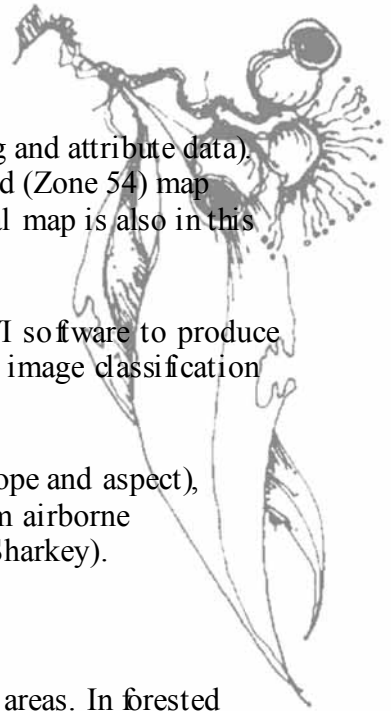 g and attribute data).
d (Zone 54) map
al map is also in this
I software to produce
image classification
ope and aspect),
m airborne
Sharkey).
areas. In forested